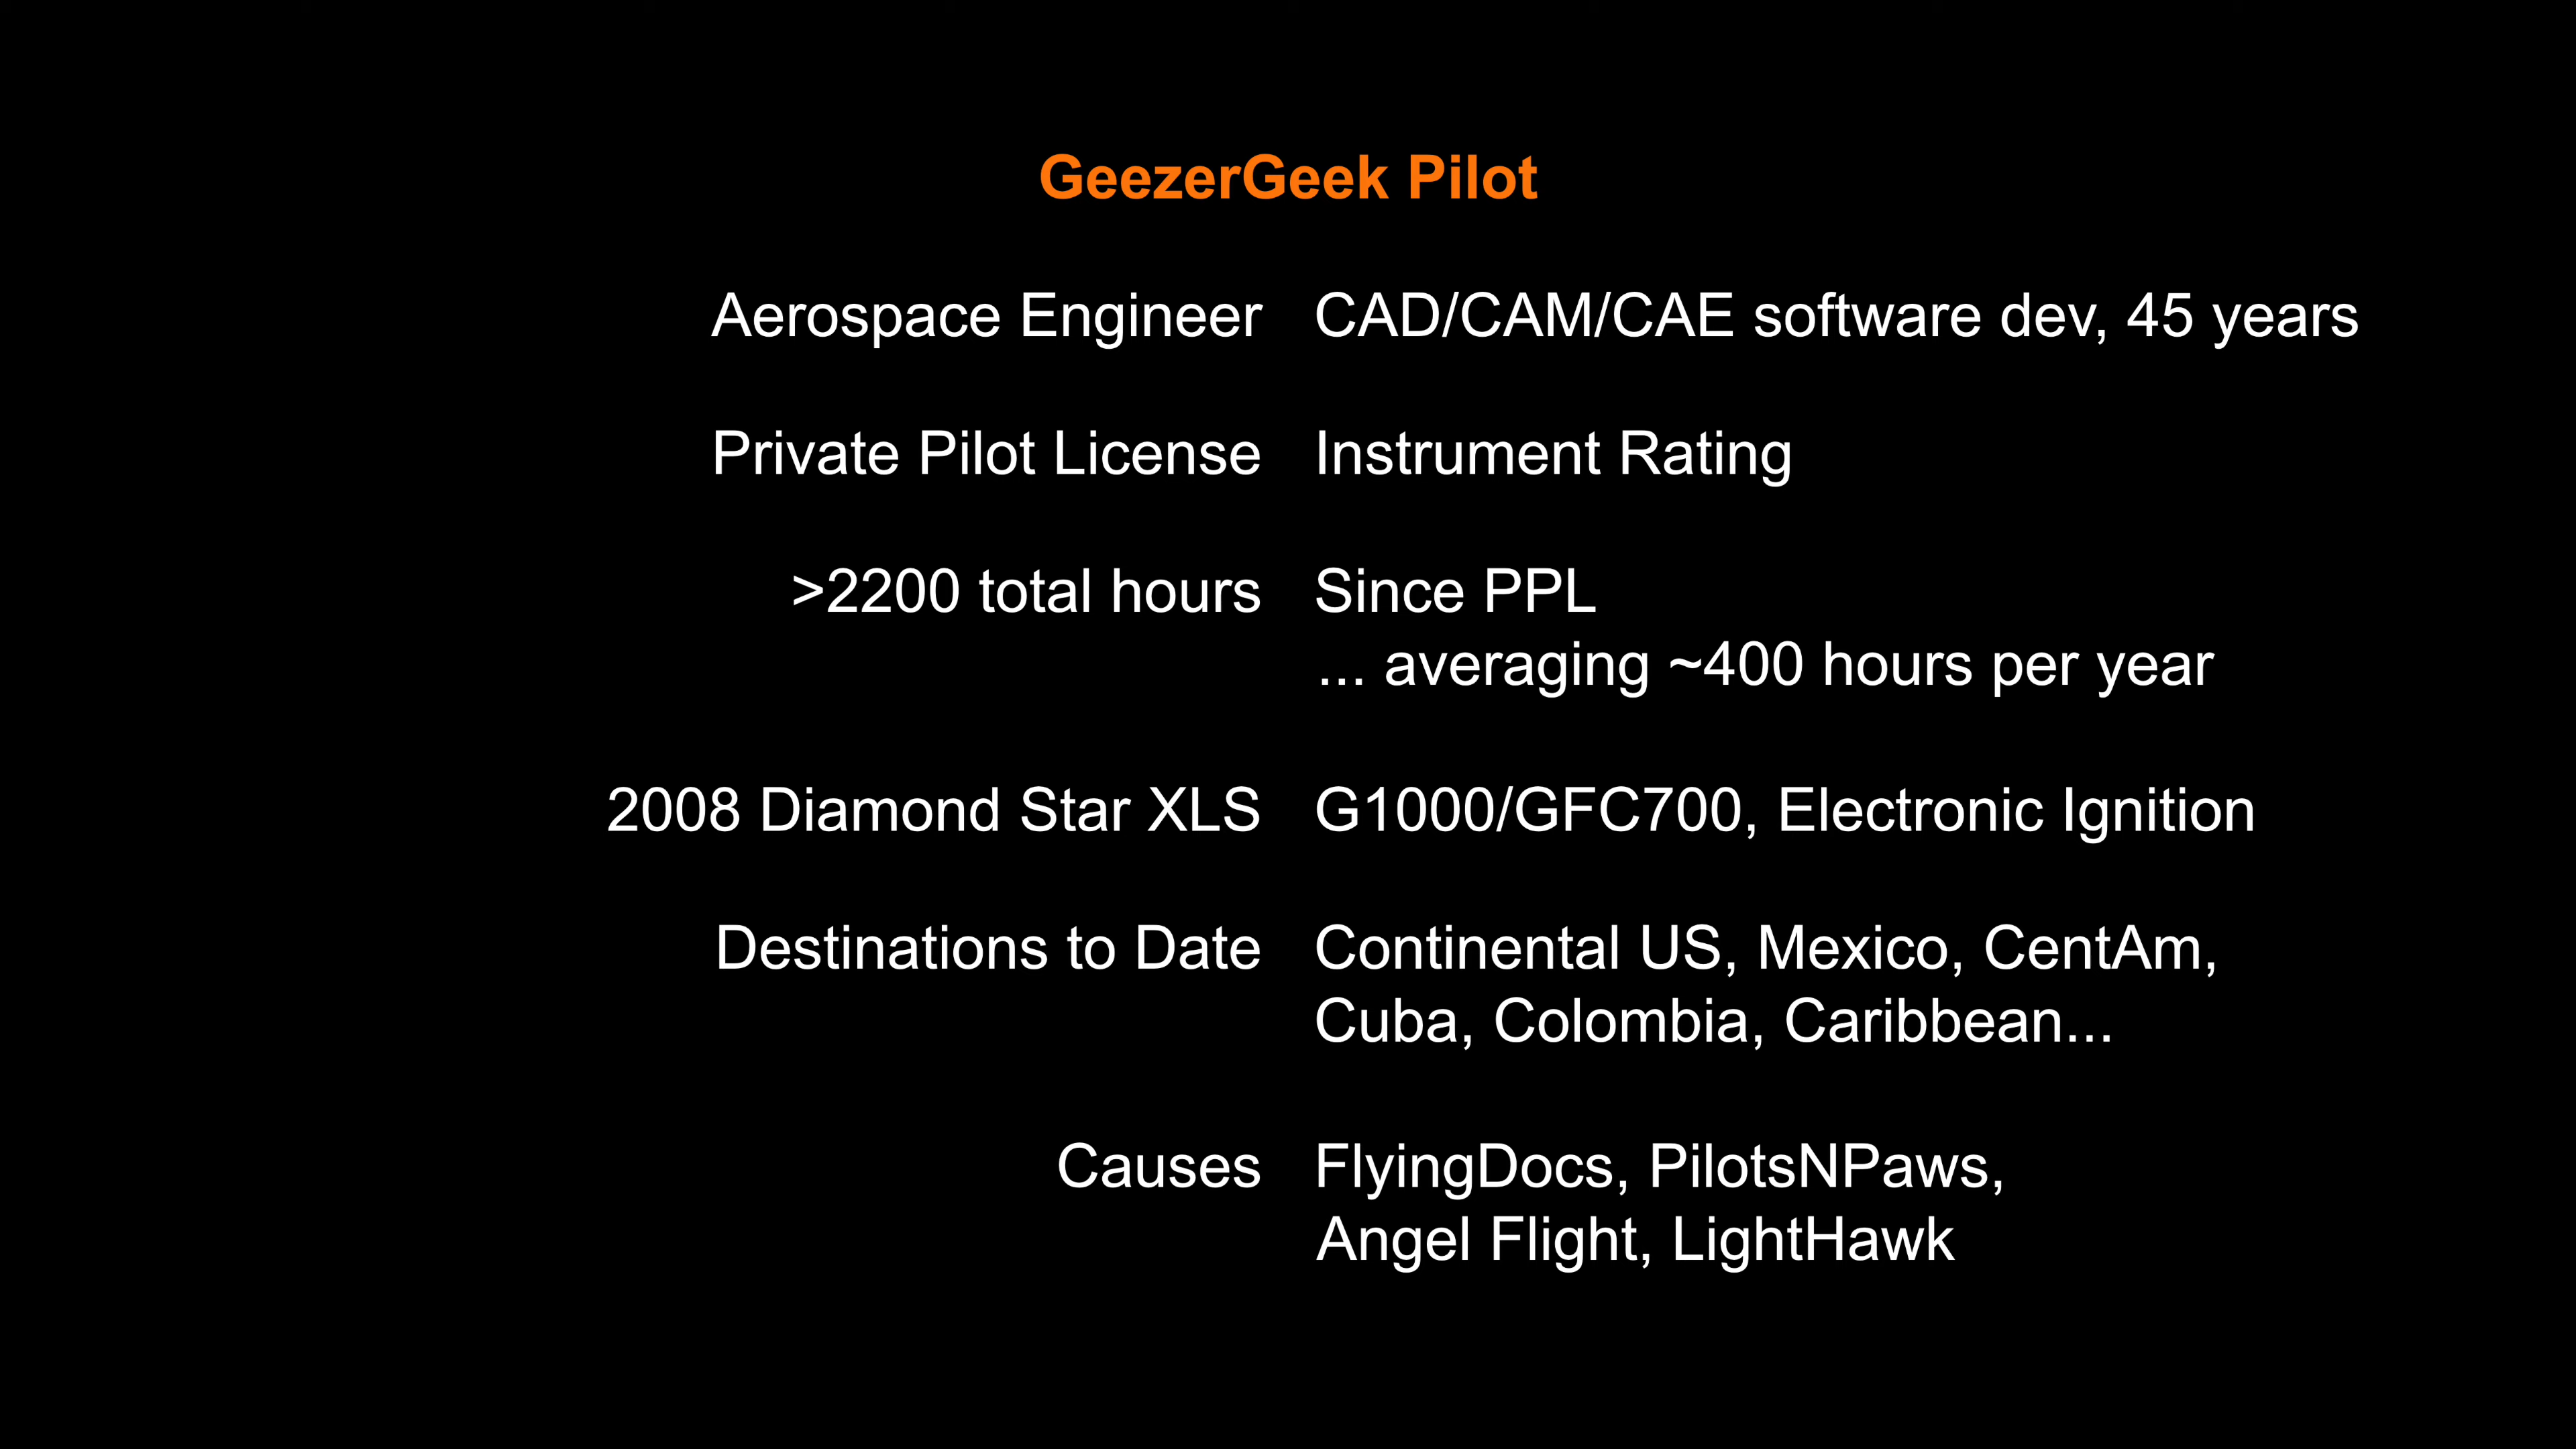 GeezerGeek Pilot
Aerospace Engineer CAD/CAM/CAE software dev, 45 years
Private Pilot License Instrument Rating
>2200 total hours Since PPL
... averaging ~400 hours per year
2008 Diamond Star XLS G1000/GFC700, Electronic Ignition
Destinations to Date Continental US, Mexico, CentAm,
Cuba, Colombia, Caribbean...
Causes FlyingDocs, PilotsNPaws,
Angel Flight, LightHawk